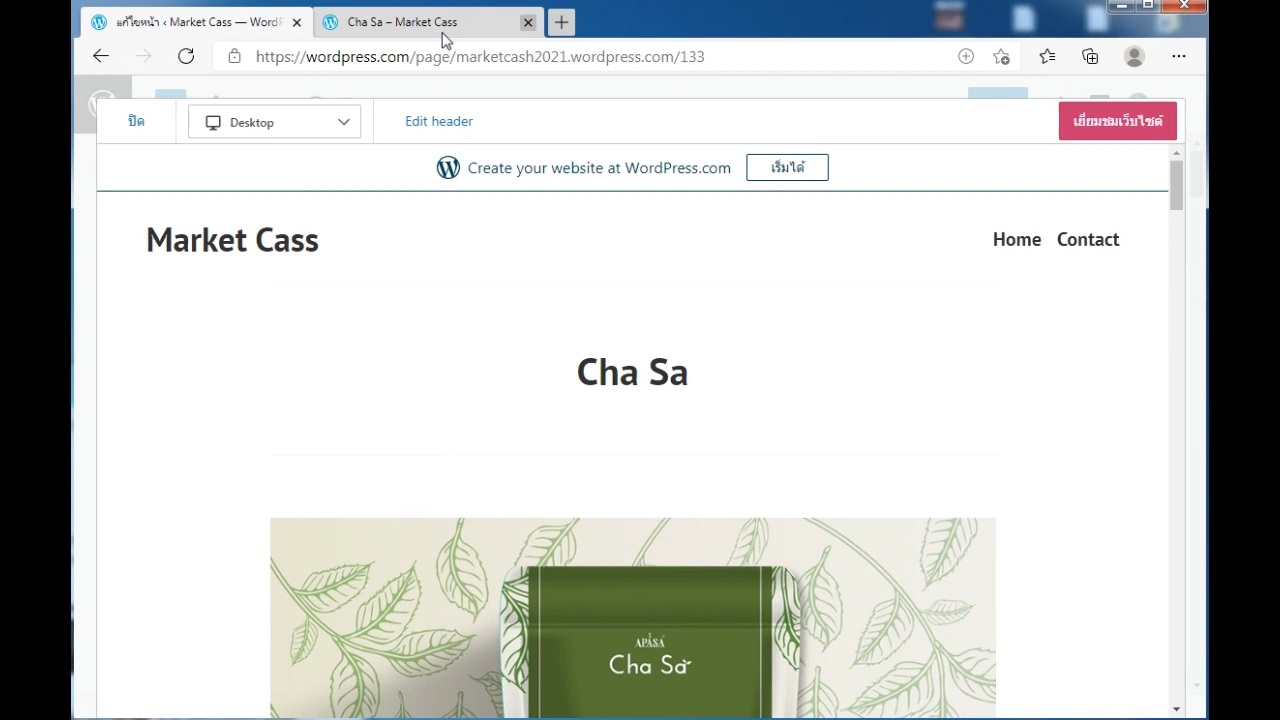 แก้ไขหน้า ‹ Market Cass — WordP
Cha Sa – Market Cass
https://wordpress.com/page/marketcash2021.wordpress.com/133
ปิด
Desktop
Edit header
เยี่ยมชมเว็บไซต์
Create your website at WordPress.com
เริ่มได้
Market Cass
Home
Contact
Cha Sa
APASA
Cha Sa